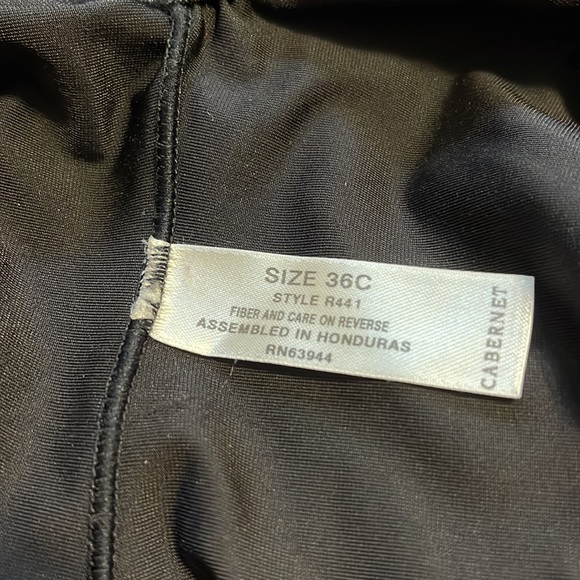 SIZE 36C
STYLE R441
FIBER AND CARE ON REVERSE
ASSEMBLED IN HONDURAS
RN63944
CABERNET